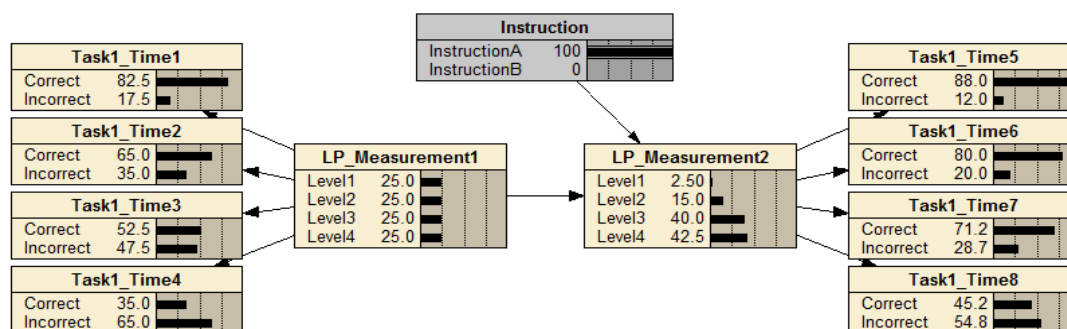 Instruction
InstructionA 100
InstructionB 0
Task1_Time1
Correct 82.5
Incorrect 17.5
Task1_Time2
Correct 65.0
Incorrect 35.0
Task1_Time3
Correct 52.5
Incorrect 47.5
Task1_Time4
Correct 35.0
Incorrect 65.0
LP_Measurement1
Level1 25.0
Level2 25.0
Level3 25.0
Level4 25.0
LP_Measurement2
Level1 2.50
Level2 15.0
Level3 40.0
Level4 42.5
Task1_Time5
Correct 88.0
Incorrect 12.0
Task1_Time6
Correct 80.0
Incorrect 20.0
Task1_Time7
Correct 71.2
Incorrect 28.7
Task1_Time8
Correct 45.2
Incorrect 54.8